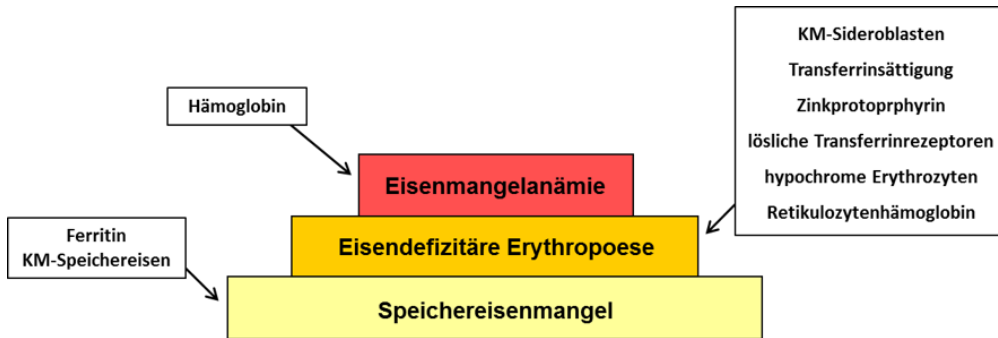 KM-Sideroblasten
Transferrinsättigung
Zinkprotoprphyrin
lösliche Transferrinrezeptoren
hypochrome Erythrozyten
Retikulozytenhämoglobin
Hämoglobin
Eisenmangelanämie
Eisendefizitäre Erythropoese
Ferritin
KM-Speichereisen
Speichereisenmangel